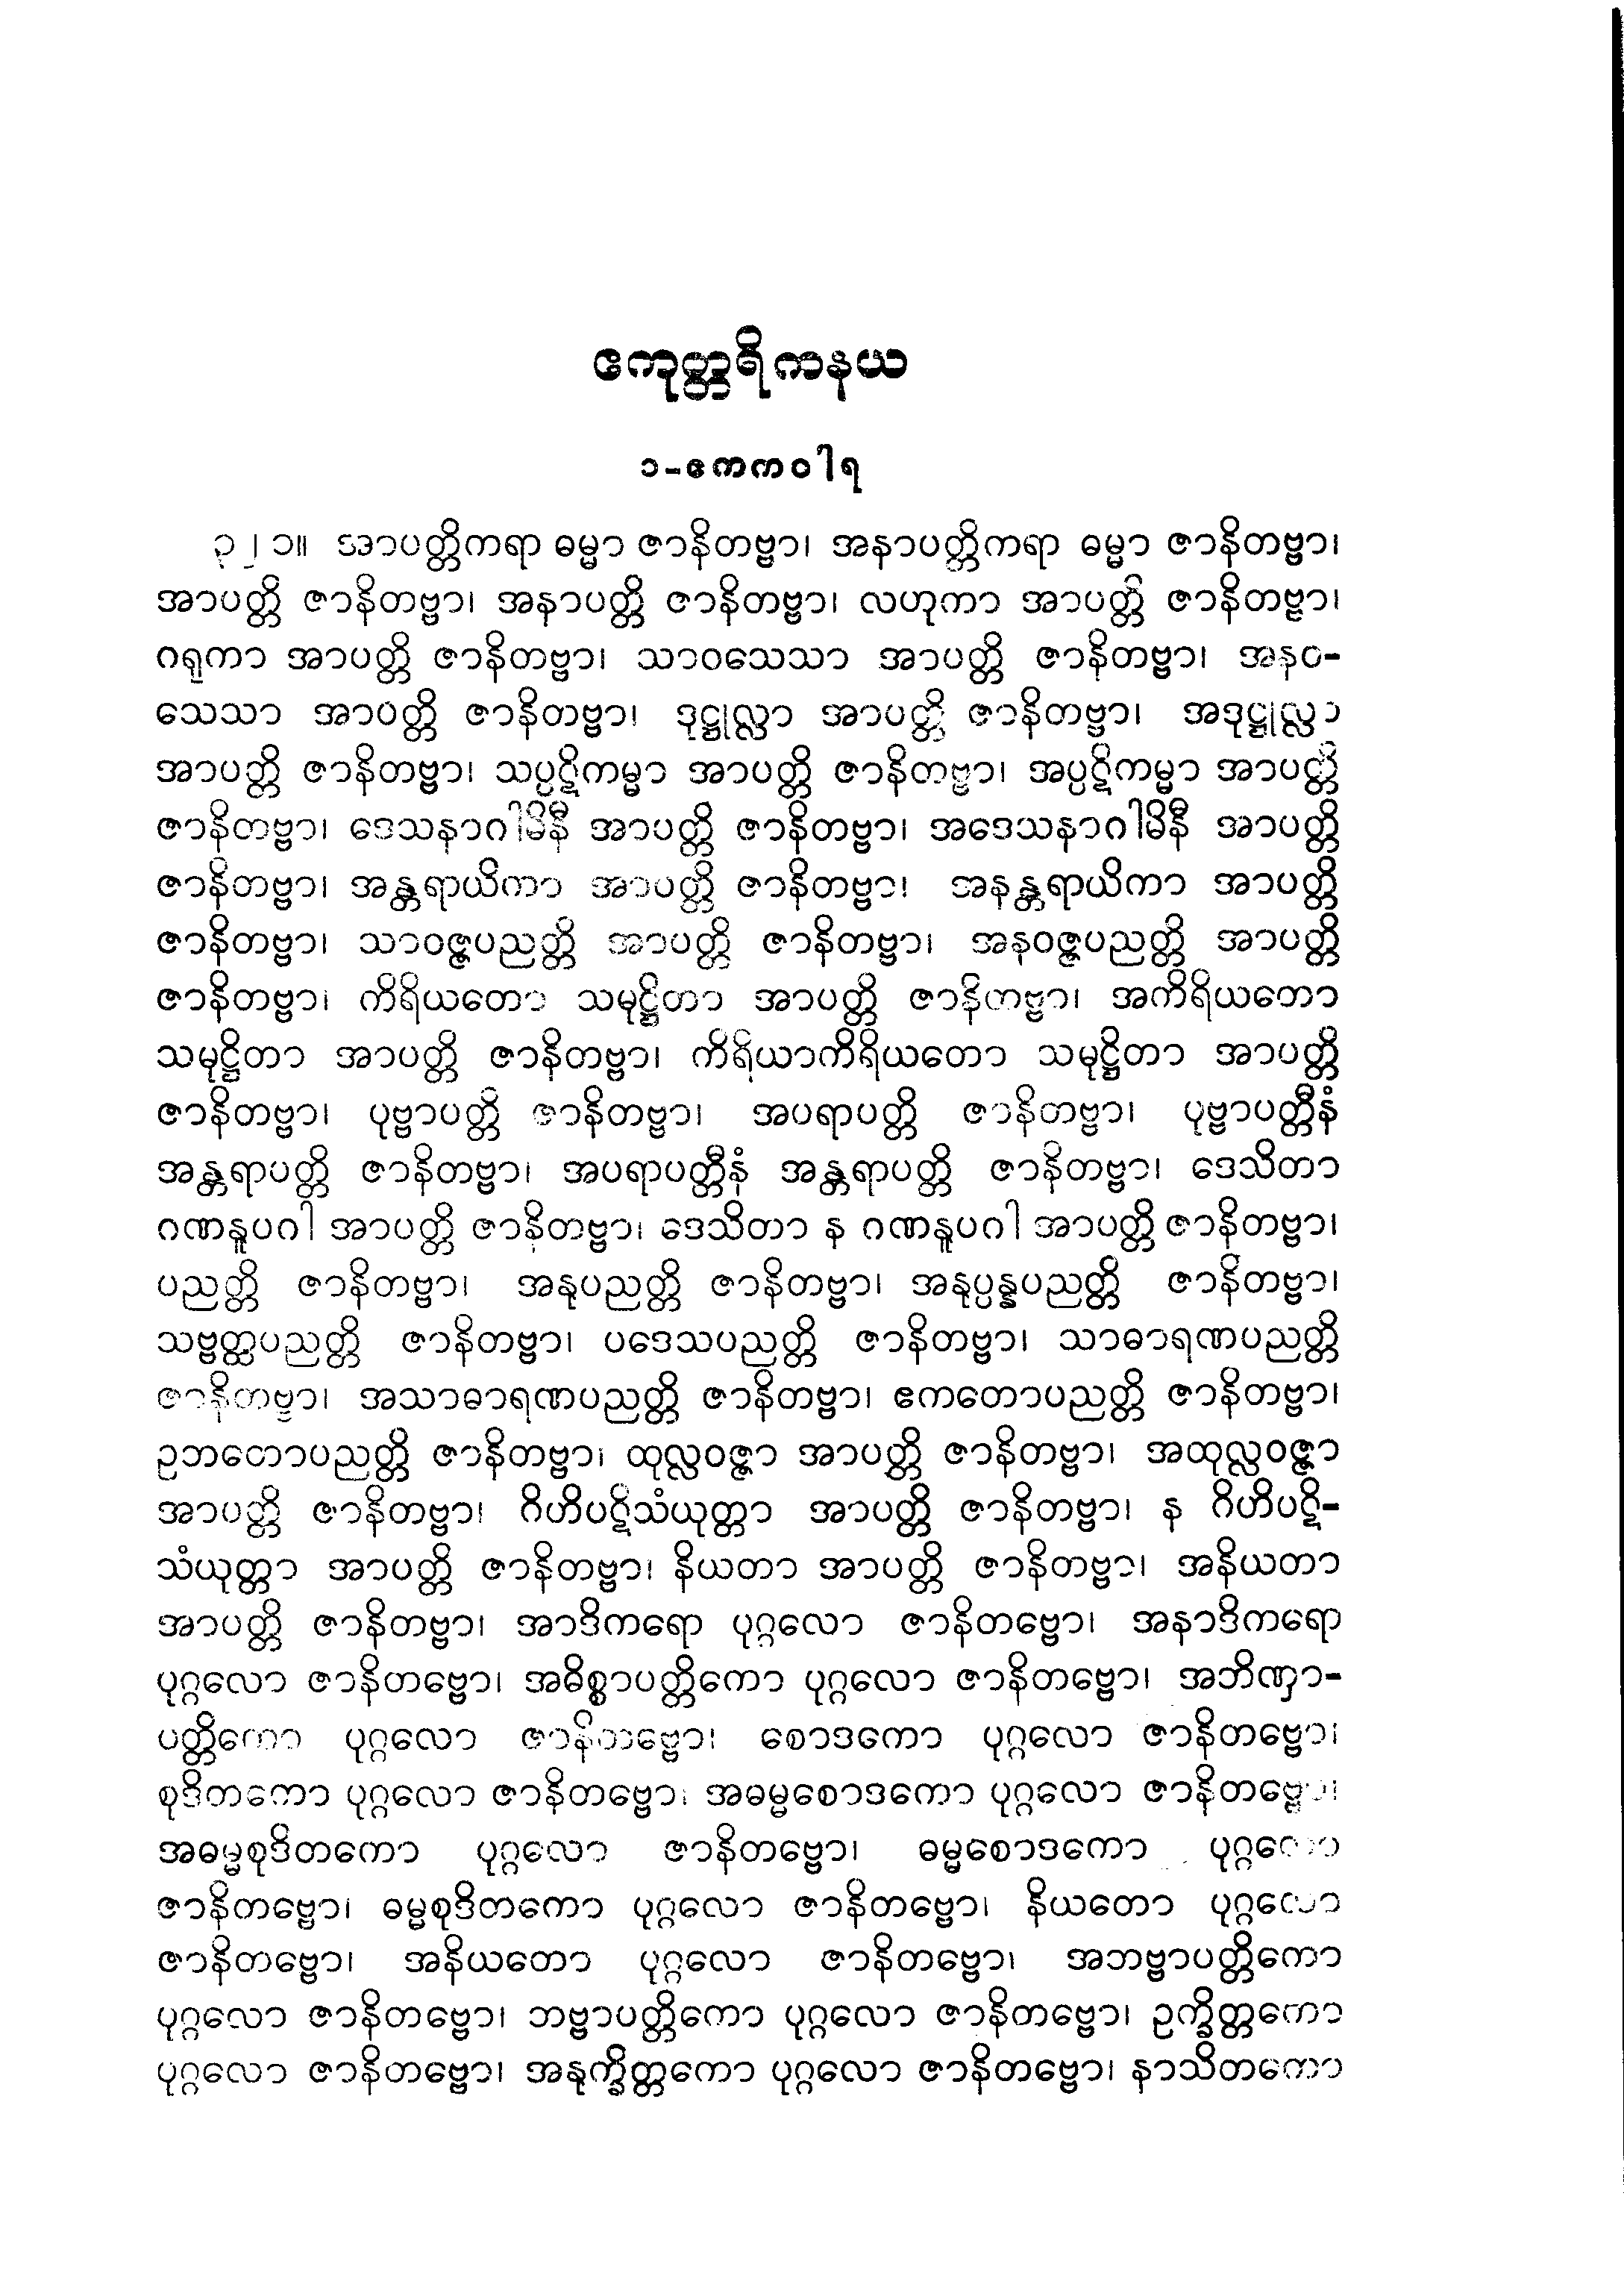 ဧကုတ္တရိကနယ
၁-ဧကကဝါရ
၃၂၁။ အာပတ္တိကရာ ဓမ္မာ ဇာနိတဗ္ဗာ၊ အနာပတ္တိကရာ ဓမ္မာ ဇာနိတဗ္ဗာ၊
အာပတ္တိ ဇာနိတဗ္ဗာ၊ အနာပတ္တိ ဇာနိတဗ္ဗာ၊ လဟုကာ အာပတ္တိ ဇာနိတဗ္ဗာ၊
ဂရုကာ အာပတ္တိ ဇာနိတဗ္ဗာ၊ သာဝသေသာ အာပတ္တိ ဇာနိတဗ္ဗာ၊ အနဝ-
သေသာ အာပတ္တိ ဇာနိတဗ္ဗာ၊ ဒုဋ္ဌုလ္လာ အာပတ္တိ ဇာနိတဗ္ဗာ၊ အဒုဋ္ဌုလ္လာ
အာပတ္တိ ဇာနိတဗ္ဗာ၊ သပ္ပဋိကမ္မာ အာပတ္တိ ဇာနိတဗ္ဗာ၊ အပ္ပဋိကမ္မာ အာပတ္တိ
ဇာနိတဗ္ဗာ၊ ဒေသနာဂါမိနီ အာပတ္တိ ဇာနိတဗ္ဗာ၊ အဒေသနာဂါမိနီ အာပတ္တိ
ဇာနိတဗ္ဗာ၊ အန္တရာယိကာ အာပတ္တိ ဇာနိတဗ္ဗာ၊ အနန္တရာယိကာ အာပတ္တိ
ဇာနိတဗ္ဗာ၊ သာဝဇ္ဇပညတ္တိ အာပတ္တိ ဇာနိတဗ္ဗာ၊ အနဝဇ္ဇပညတ္တိ အာပတ္တိ
ဇာနိတဗ္ဗာ၊ ကိရိယတော သမုဋ္ဌိတာ အာပတ္တိ ဇာနိတဗ္ဗာ၊ အကိရိယတော
သမုဋ္ဌိတာ အာပတ္တိ ဇာနိတဗ္ဗာ၊ ကိရိယာကိရိယတော သမုဋ္ဌိတာ အာပတ္တိ
ဇာနိတဗ္ဗာ၊ ပုဗ္ဗာပတ္တိ ဇာနိတဗ္ဗာ၊ အပရာပတ္တိ ဇာနိတဗ္ဗာ၊ ပုဗ္ဗာပတ္တီနံ
အန္တရာပတ္တိ ဇာနိတဗ္ဗာ၊ အပရာပတ္တီနံ အန္တရာပတ္တိ ဇာနိတဗ္ဗာ၊ ဒေသိတာ
ဂဏနူပဂါ အာပတ္တိ ဇာနိတဗ္ဗာ၊ ဒေသိတာ န ဂဏနူပဂါ အာပတ္တိ ဇာနိတဗ္ဗာ၊
ပညတ္တိ ဇာနိတဗ္ဗာ၊ အနုပညတ္တိ ဇာနိတဗ္ဗာ၊ အနုပ္ပန္နပညတ္တိ ဇာနိတဗ္ဗာ၊
သဗ္ဗတ္ထပညတ္တိ ဇာနိတဗ္ဗာ၊ ပဒေသပညတ္တိ ဇာနိတဗ္ဗာ၊ သာဓာရဏပညတ္တိ
ဇာနိတဗ္ဗာ၊ အသာဓာရဏပညတ္တိ ဇာနိတဗ္ဗာ၊ ဧကတောပညတ္တိ ဇာနိတဗ္ဗာ၊
ဥဘတောပညတ္တိ ဇာနိတဗ္ဗာ၊ ထုလ္လဝဇ္ဇာ အာပတ္တိ ဇာနိတဗ္ဗာ၊ အထုလ္လဝဇ္ဇာ
အာပတ္တိ ဇာနိတဗ္ဗာ၊ ဂိဟိပဋိသံယုတ္တာ အာပတ္တိ ဇာနိတဗ္ဗာ၊ န ဂိဟိပဋိ-
သံယုတ္တာ အာပတ္တိ ဇာနိတဗ္ဗာ၊ နိယတာ အာပတ္တိ ဇာနိတဗ္ဗာ၊ အနိယတာ
အာပတ္တိ ဇာနိတဗ္ဗာ၊ အာဒိကရော ပုဂ္ဂလော ဇာနိတဗ္ဗော၊ အနာဒိကရော
ပုဂ္ဂလော ဇာနိတဗ္ဗော၊ အဓိစ္စာပတ္တိကော ပုဂ္ဂလော ဇာနိတဗ္ဗော၊ အဘိဏှာ-
ပတ္တိကော ပုဂ္ဂလော ဇာနိတဗ္ဗော၊ စောဒကော ပုဂ္ဂလော ဇာနိတဗ္ဗော၊
စုဒိတကော ပုဂ္ဂလော ဇာနိတဗ္ဗော၊ အဓမ္မစောဒကော ပုဂ္ဂလော ဇာနိတဗ္ဗော၊
အဓမ္မစုဒိတကော ပုဂ္ဂလော ဇာနိတဗ္ဗော၊ ဓမ္မစောဒကော ပုဂ္ဂလော
ဇာနိတဗ္ဗော၊ ဓမ္မစုဒိတကော ပုဂ္ဂလော ဇာနိတဗ္ဗော၊ နိယတော ပုဂ္ဂလော
ဇာနိတဗ္ဗော၊ အနိယတော ပုဂ္ဂလော ဇာနိတဗ္ဗော၊ အဘဗ္ဗာပတ္တိကော
ပုဂ္ဂလော ဇာနိတဗ္ဗော၊ ဘဗ္ဗာပတ္တိကော ပုဂ္ဂလော ဇာနိတဗ္ဗော၊ ဥက္ခိတ္တကော
ပုဂ္ဂလော ဇာနိတဗ္ဗော၊ အနုက္ခိတ္တကော ပုဂ္ဂလော ဇာနိတဗ္ဗော၊ နာသိတကော